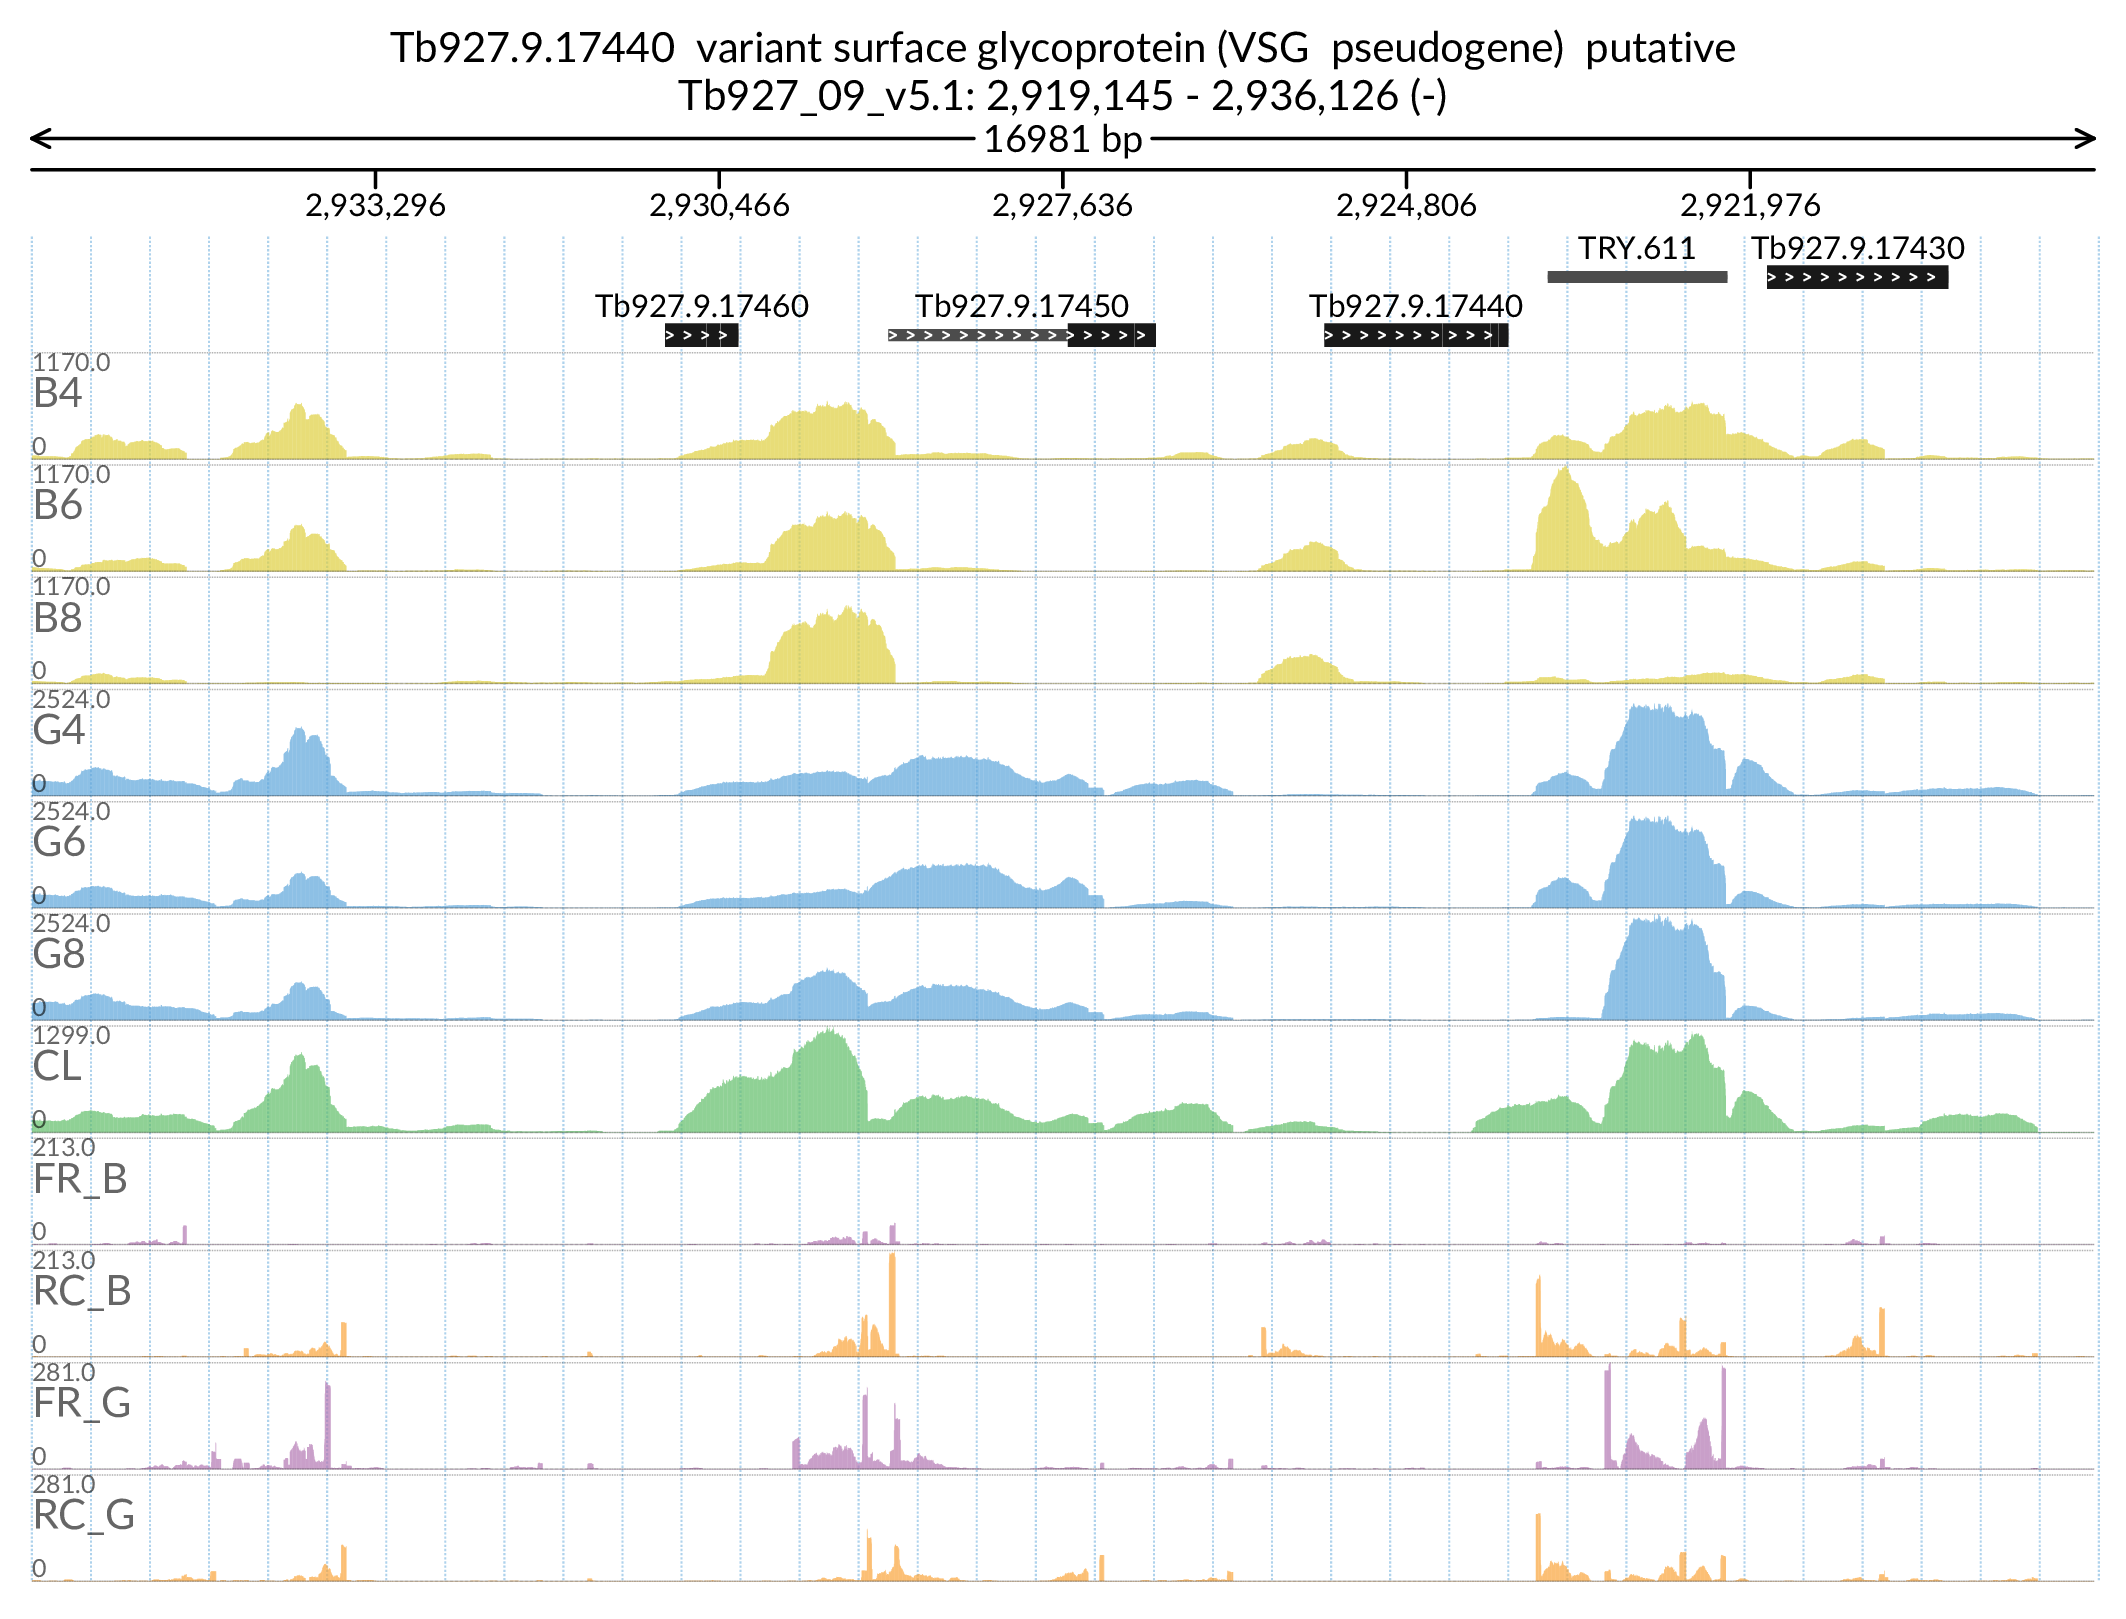 Tb927.9.17440 variant surface glycoprotein (VSG pseudogene) putative
Tb927_09_v5.1: 2,919,145 - 2,936,126 (-)
16981 bp
2,933,296 2,930,466 2,927,636 2,924,806 2,921,976
TRY.611 Tb927.9.17430
Tb927.9.17460 Tb927.9.17450 Tb927.9.17440
1170.0
B4
0
1170.0
B6
0
1170.0
B8
0
2524.0
G4
0
2524.0
G6
0
2524.0
G8
0
1299.0
CL
0
213.0
FR_B
0
213.0
RC_B
0
281.0
FR_G
0
281.0
RC_G
0